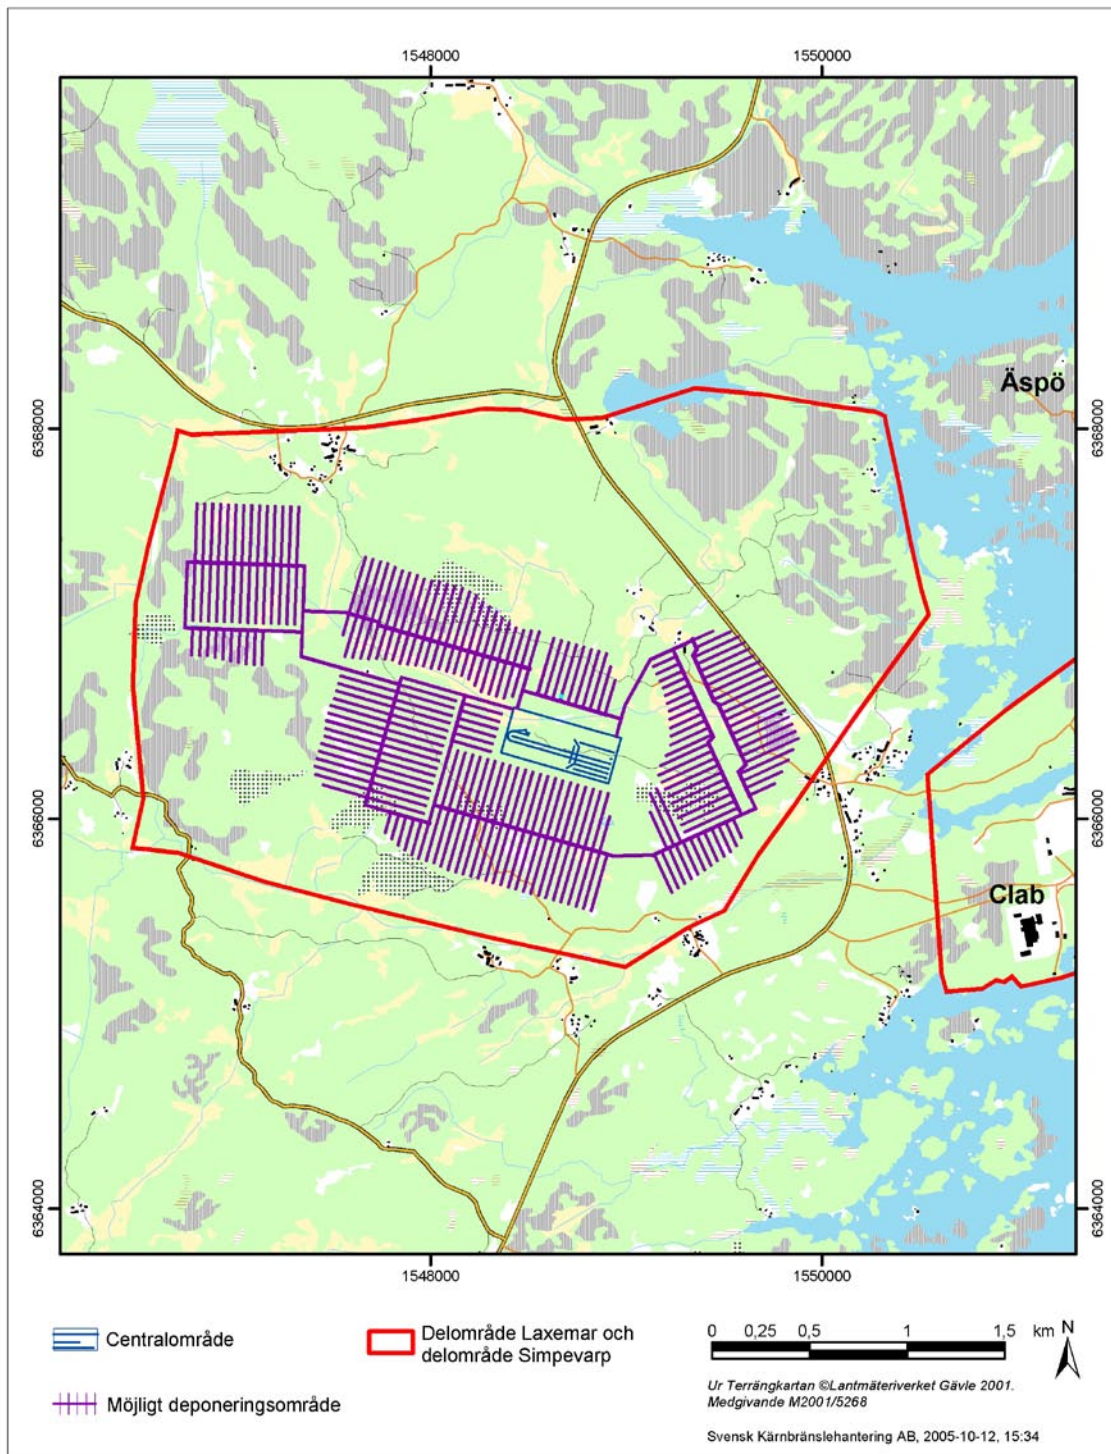 1548000
1550000
Äspö
6368000
6368000
6366000
6366000
Clab
6364000
6364000
1548000
1550000
Centralområde
Delområde Laxemar och
delområde Simpevarp
0 0,25 0,5 1 1,5 km
N
Möjligt deponeringsområde
Ur Terrängkartan ©Lantmäteriverket Gävle 2001.
Medgivande M2001/5268
Svensk Kärnbränslehantering AB, 2005-10-12, 15:34